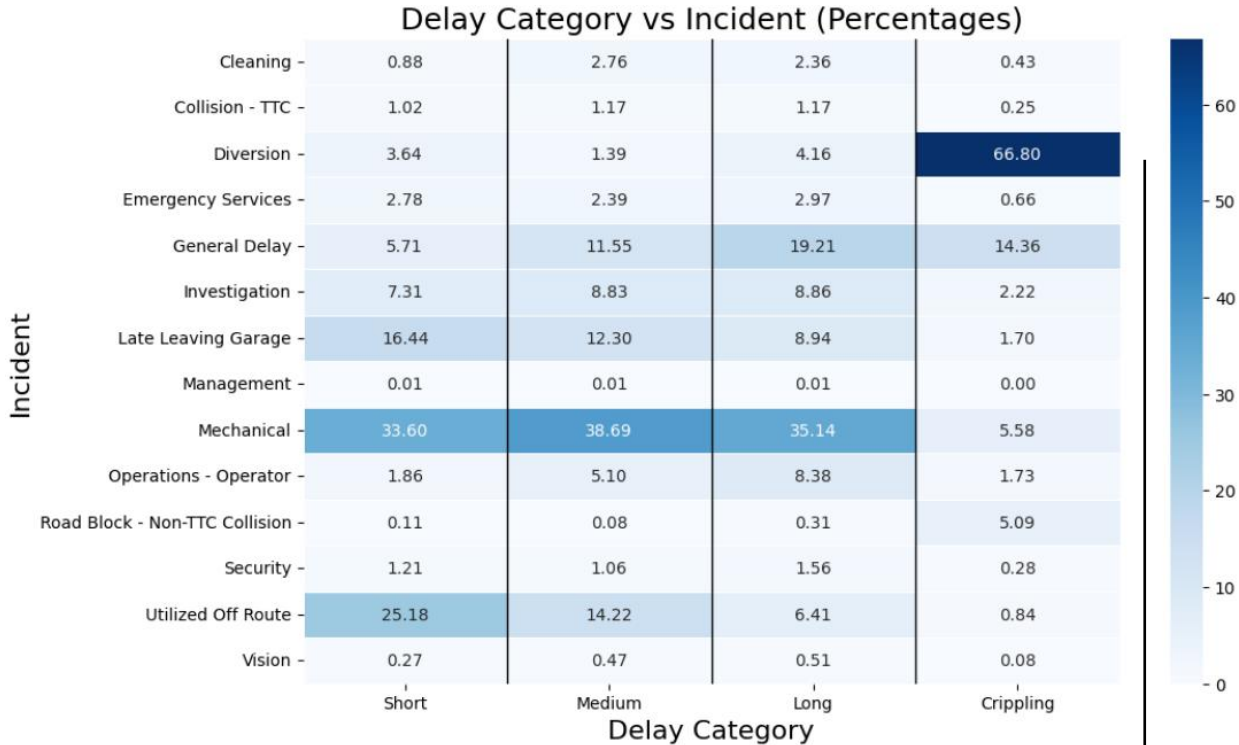 Delay Category vs Incident (Percentages)
Cleaning 0.88 2.76 2.36 0.43
Collision - TTC 1.02 1.17 1.17 0.25
Diversion 3.64 1.39 4.16 66.80
Emergency Services 2.78 2.39 2.97 0.66
General Delay 5.71 11.55 19.21 14.36
Investigation 7.31 8.83 8.86 2.22
Late Leaving Garage 16.44 12.30 8.94 1.70
Management 0.01 0.01 0.01 0.00
Mechanical 33.60 38.69 35.14 5.58
Operations - Operator 1.86 5.10 8.38 1.73
Road Block - Non-TTC Collision 0.11 0.08 0.31 5.09
Security 1.21 1.06 1.56 0.28
Utilized Off Route 25.18 14.22 6.41 0.84
Vision 0.27 0.47 0.51 0.08
Short Medium Long Crippling
Delay Category
Incident
60
50
40
30
20
10
0